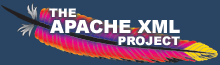 THE
APACHE XML
PROJECT